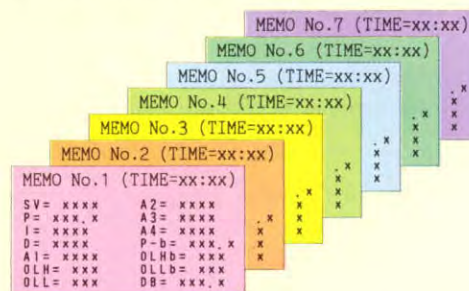 MEMO No.7 (TIME=xx:xx)
MEMO No.6 (TIME=xx:xx)
MEMO No.5 (TIME=xx:xx)
MEMO No.4 (TIME=xx:xx)
MEMO No.3 (TIME=xx:xx)
MEMO No.2 (TIME=xx:xx)
MEMO No.1 (TIME=xx:xx)
SV= xxxx A2= xxxx
P= xxx.x A3= xxxx
I= xxxx A4= xxxx
D= xxxx P-b= xxx.x
A1= xxxx OLHb= xxx
OLH= xxx OLLb= xxx
OLL= xxx DB= xxx.x